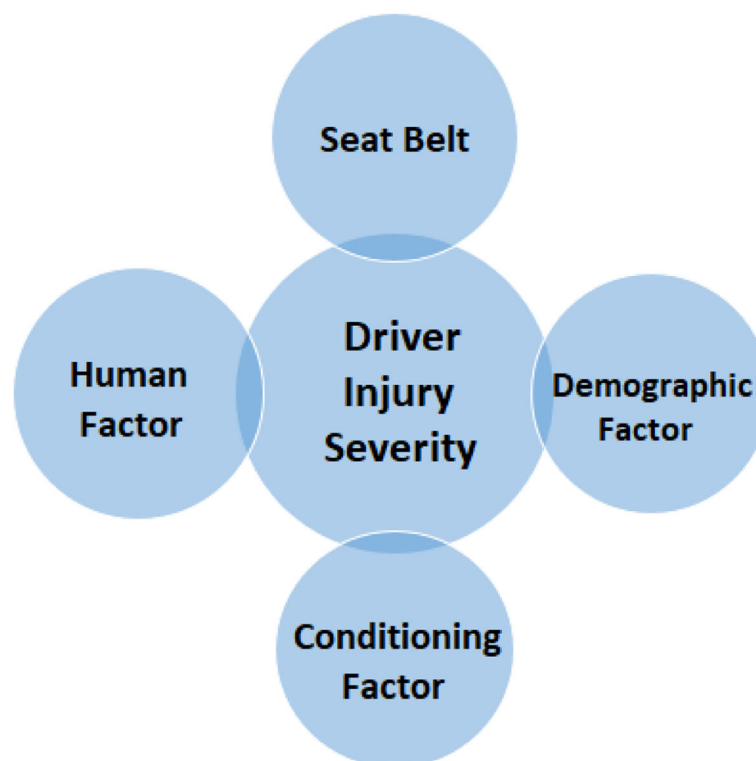 Seat Belt
Human
Factor
Driver
Injury
Severity
Demographic
Factor
Conditioning
Factor